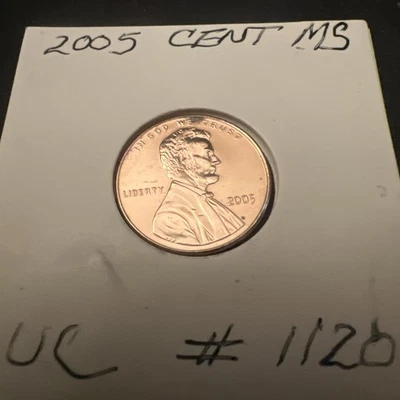 2005 CENT MS
IN GOD WE TRUST
LIBERTY 2005
UC # 1120